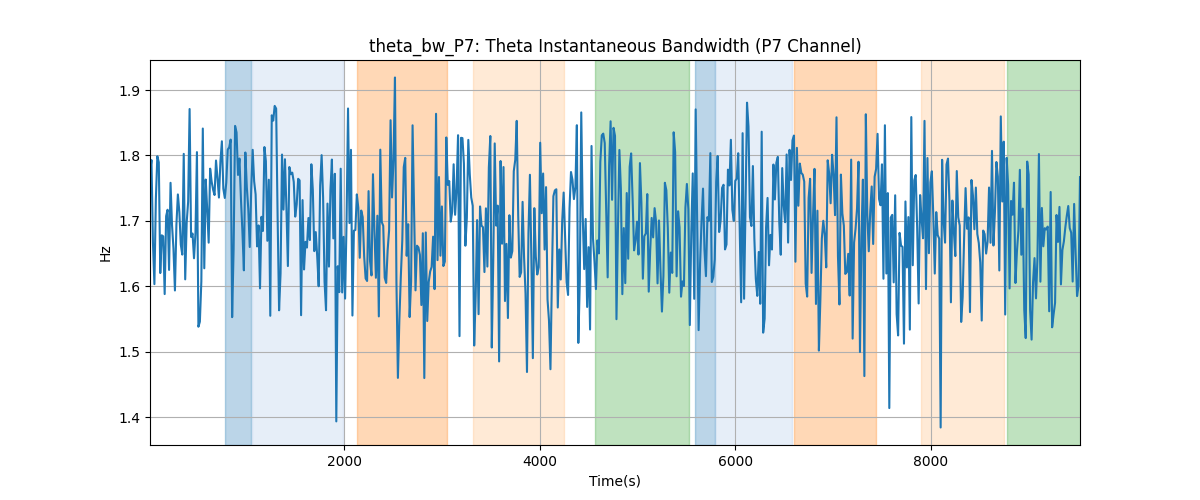 theta_bw_P7: Theta Instantaneous Bandwidth (P7 Channel)
1.9
1.8
1.7
1.6
1.5
1.4
Hz
2000 4000 6000 8000
Time(s)